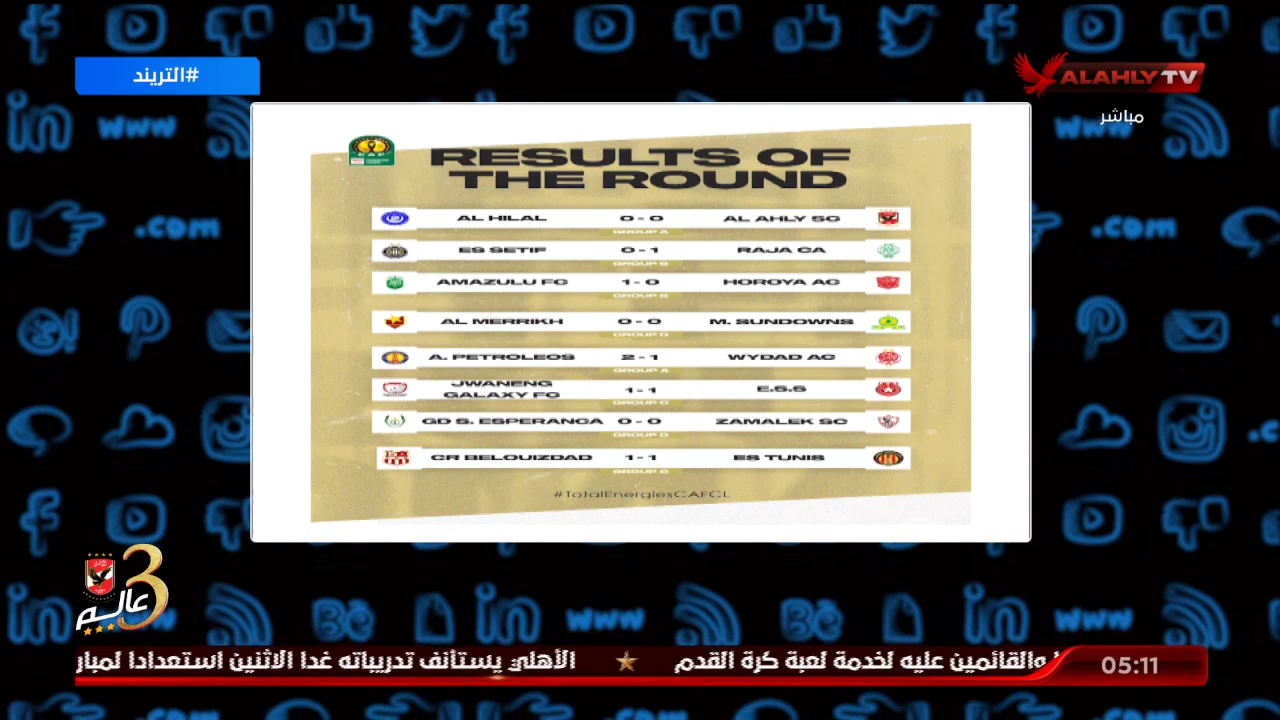 #التريند
ALAHLY TV
مباشر
RESULTS OF
THE ROUND
AL HILAL 0 - 0 AL AHLY SC
GROUP A
ES SETIF 0 - 1 RAJA CA
GROUP B
AMAZULU FC 1 - 0 HOROYA AC
GROUP B
AL MERRIKH 0 - 0 M. SUNDOWNS
GROUP D
A. PETROLEOS 2 - 1 WYDAD AC
GROUP A
JWANENG
GALAXY FC 1 - 1 E.S.S
GROUP C
GD S. ESPERANCA 0 - 0 ZAMALEK SC
GROUP D
CR BELOUIZDAD 1 - 1 ES TUNIS
GROUP C
#TotalEnergiesCAFCL
3
عالم
والقائمين عليه لخدمة لعبة كرة القدم
الأهلي يستأنف تدريباته غدا الاثنين استعدادا لمبار
05:11
www
.com